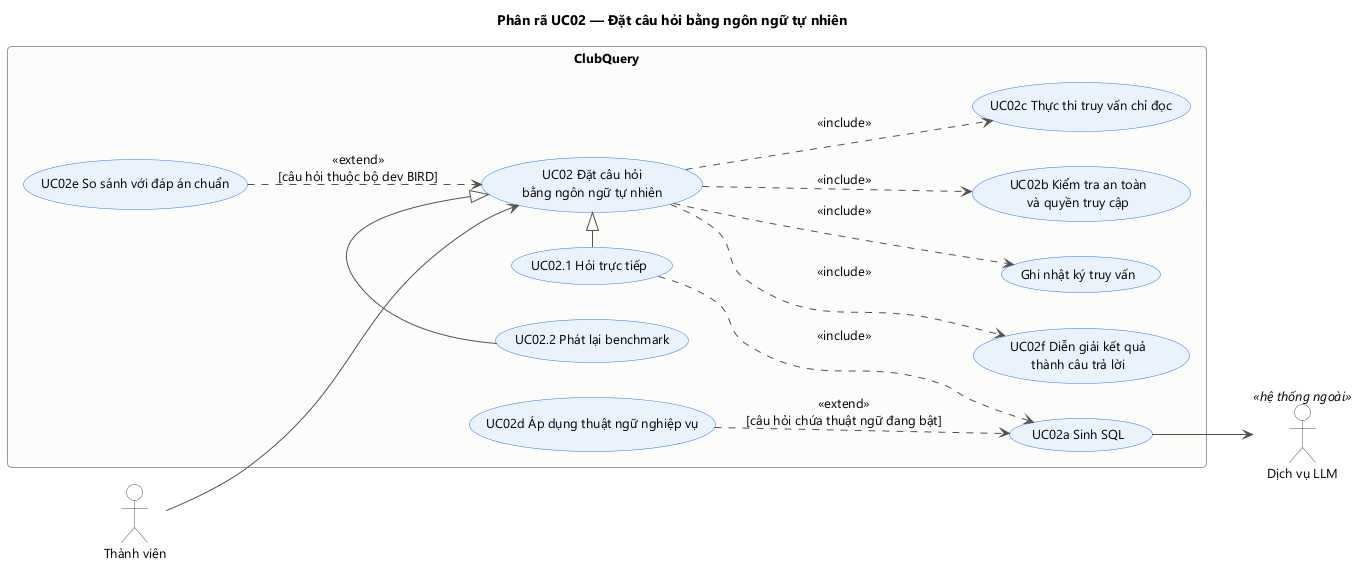 Phân rã UC02 — Đặt câu hỏi bằng ngôn ngữ tự nhiên
ClubQuery
UC02c Thực thi truy vấn chỉ đọc
«include»
UC02e So sánh với đáp án chuẩn
«extend»
[câu hỏi thuộc bộ dev BIRD]
UC02 Đặt câu hỏi
bằng ngôn ngữ tự nhiên
«include»
UC02b Kiểm tra an toàn
và quyền truy cập
«include»
UC02.1 Hỏi trực tiếp
«include»
Ghi nhật ký truy vấn
UC02.2 Phát lại benchmark
«include»
UC02f Diễn giải kết quả
thành câu trả lời
UC02d Áp dụng thuật ngữ nghiệp vụ
«extend»
[câu hỏi chứa thuật ngữ đang bật]
UC02a Sinh SQL
«hệ thống ngoài»
Dịch vụ LLM
Thành viên